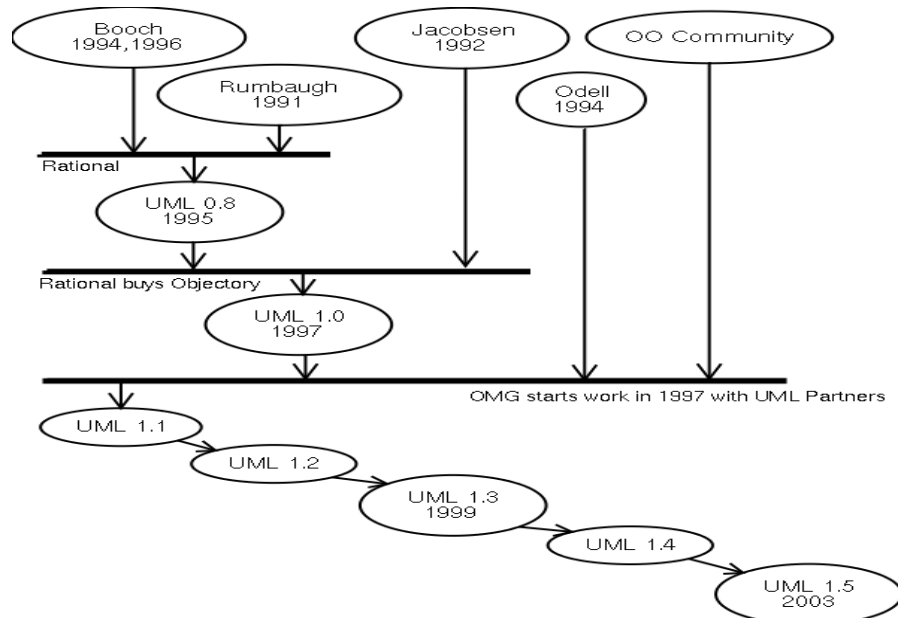 Booch
1994,1996
Jacobsen
1992
OO Community
Rumbaugh
1991
Odell
1994
Rational
UML 0.8
1995
Rational buys Objectory
UML 1.0
1997
OMG starts work in 1997 with UML Partners
UML 1.1
UML 1.2
UML 1.3
1999
UML 1.4
UML 1.5
2003